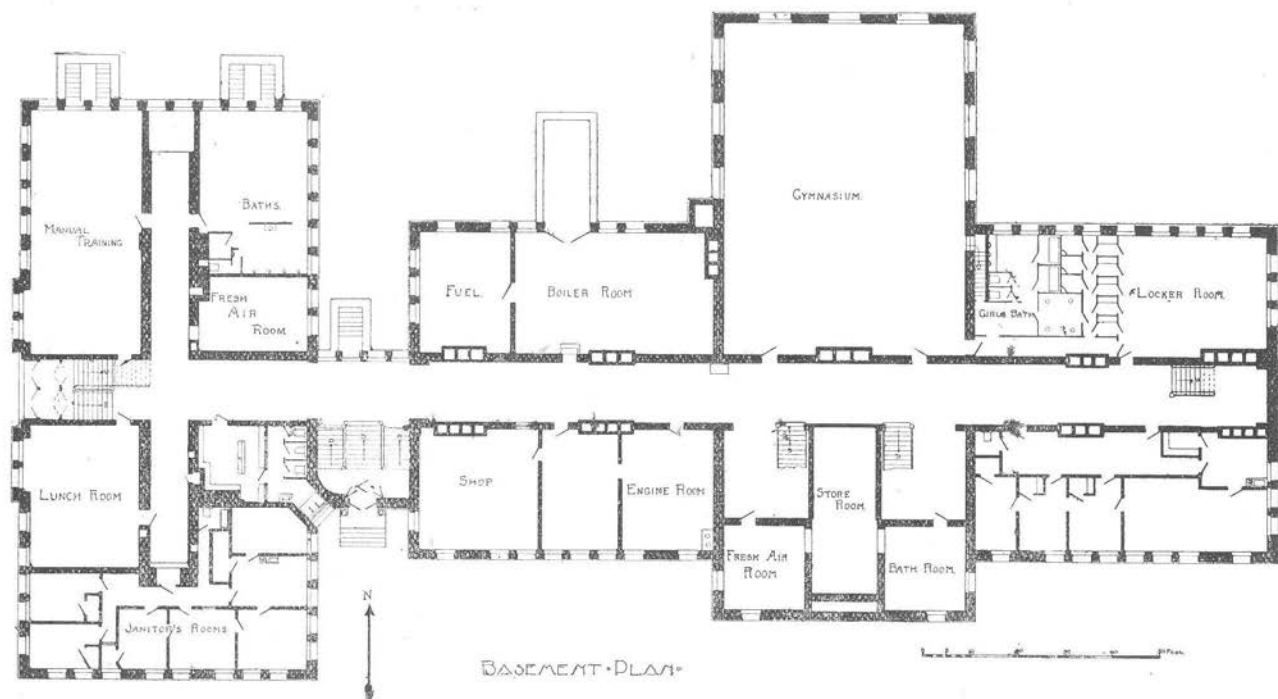 GYMNASIUM.
BATHS.
MANUAL
TRAINING
FRESH
AIR
ROOM
FUEL.
BOILER ROOM
LOCKER ROOM.
GIRLS BATH
LUNCH ROOM
SHOP
ENGINE ROOM
STORE
ROOM.
FRESH AIR
ROOM
BATH ROOM.
JANITOR'S ROOMS
N
BASEMENT PLAN